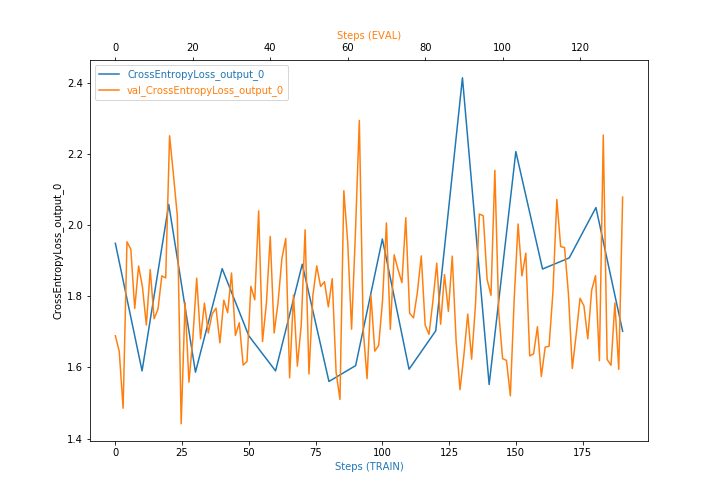 Steps (EVAL)
0 20 40 60 80 100 120
CrossEntropyLoss_output_0
val_CrossEntropyLoss_output_0
CrossEntropyLoss_output_0
2.4
2.2
2.0
1.8
1.6
1.4
0 25 50 75 100 125 150 175
Steps (TRAIN)